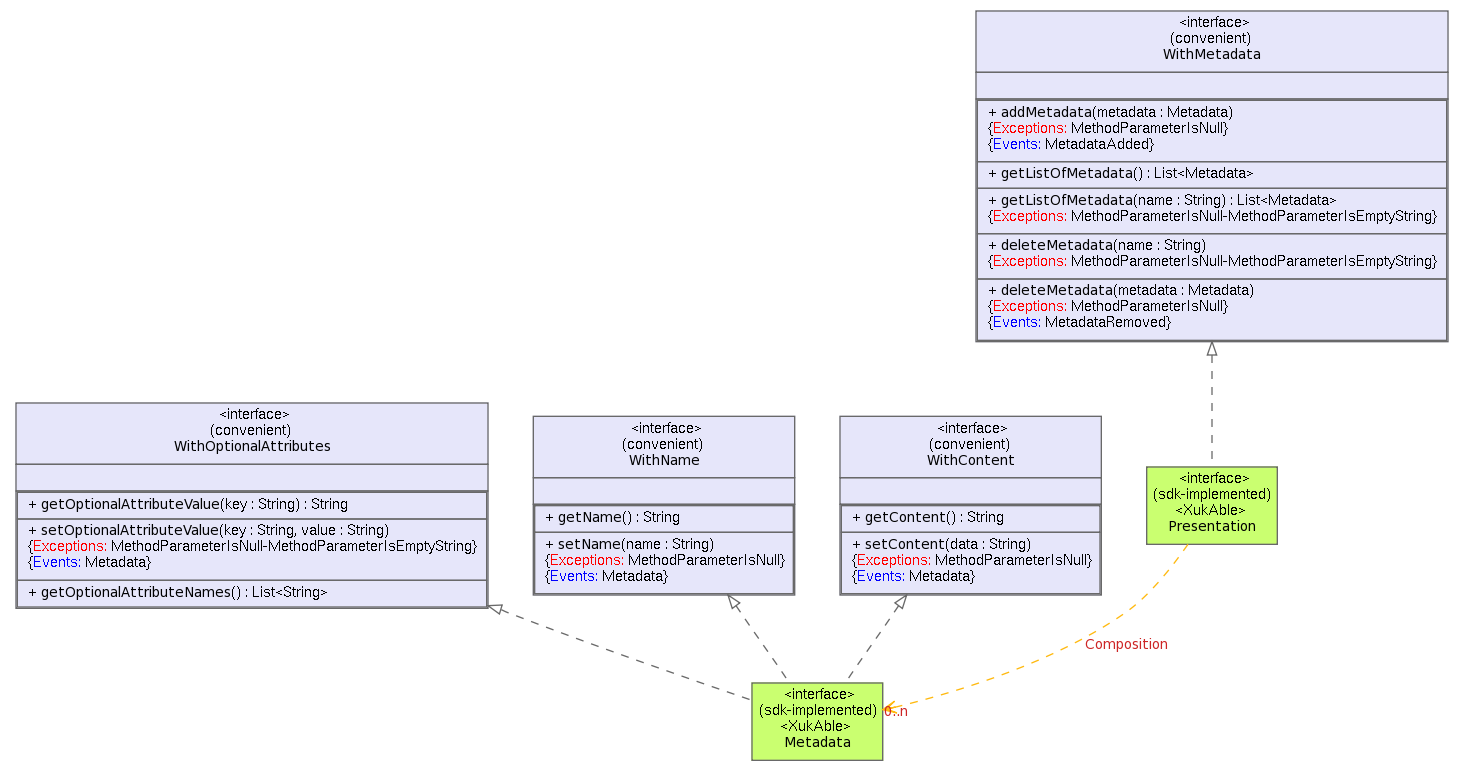 <interface>
(convenient)
WithMetadata
+ addMetadata(metadata : Metadata)
{Exceptions: MethodParameterIsNull}
{Events: MetadataAdded}
+ getListOfMetadata() : List<Metadata>
+ getListOfMetadata(name : String) : List<Metadata>
{Exceptions: MethodParameterIsNull-MethodParameterIsEmptyString}
+ deleteMetadata(name : String)
{Exceptions: MethodParameterIsNull-MethodParameterIsEmptyString}
+ deleteMetadata(metadata : Metadata)
{Exceptions: MethodParameterIsNull}
{Events: MetadataRemoved}
<interface>
(convenient)
WithOptionalAttributes
+ getOptionalAttributeValue(key : String) : String
+ setOptionalAttributeValue(key : String, value : String)
{Exceptions: MethodParameterIsNull-MethodParameterIsEmptyString}
{Events: Metadata}
+ getOptionalAttributeNames() : List<String>
<interface>
(convenient)
WithName
+ getName() : String
+ setName(name : String)
{Exceptions: MethodParameterIsNull}
{Events: Metadata}
<interface>
(convenient)
WithContent
+ getContent() : String
+ setContent(data : String)
{Exceptions: MethodParameterIsNull}
{Events: Metadata}
<interface>
(sdk-implemented)
<XukAble>
Presentation
Composition
0..n
<interface>
(sdk-implemented)
<XukAble>
Metadata